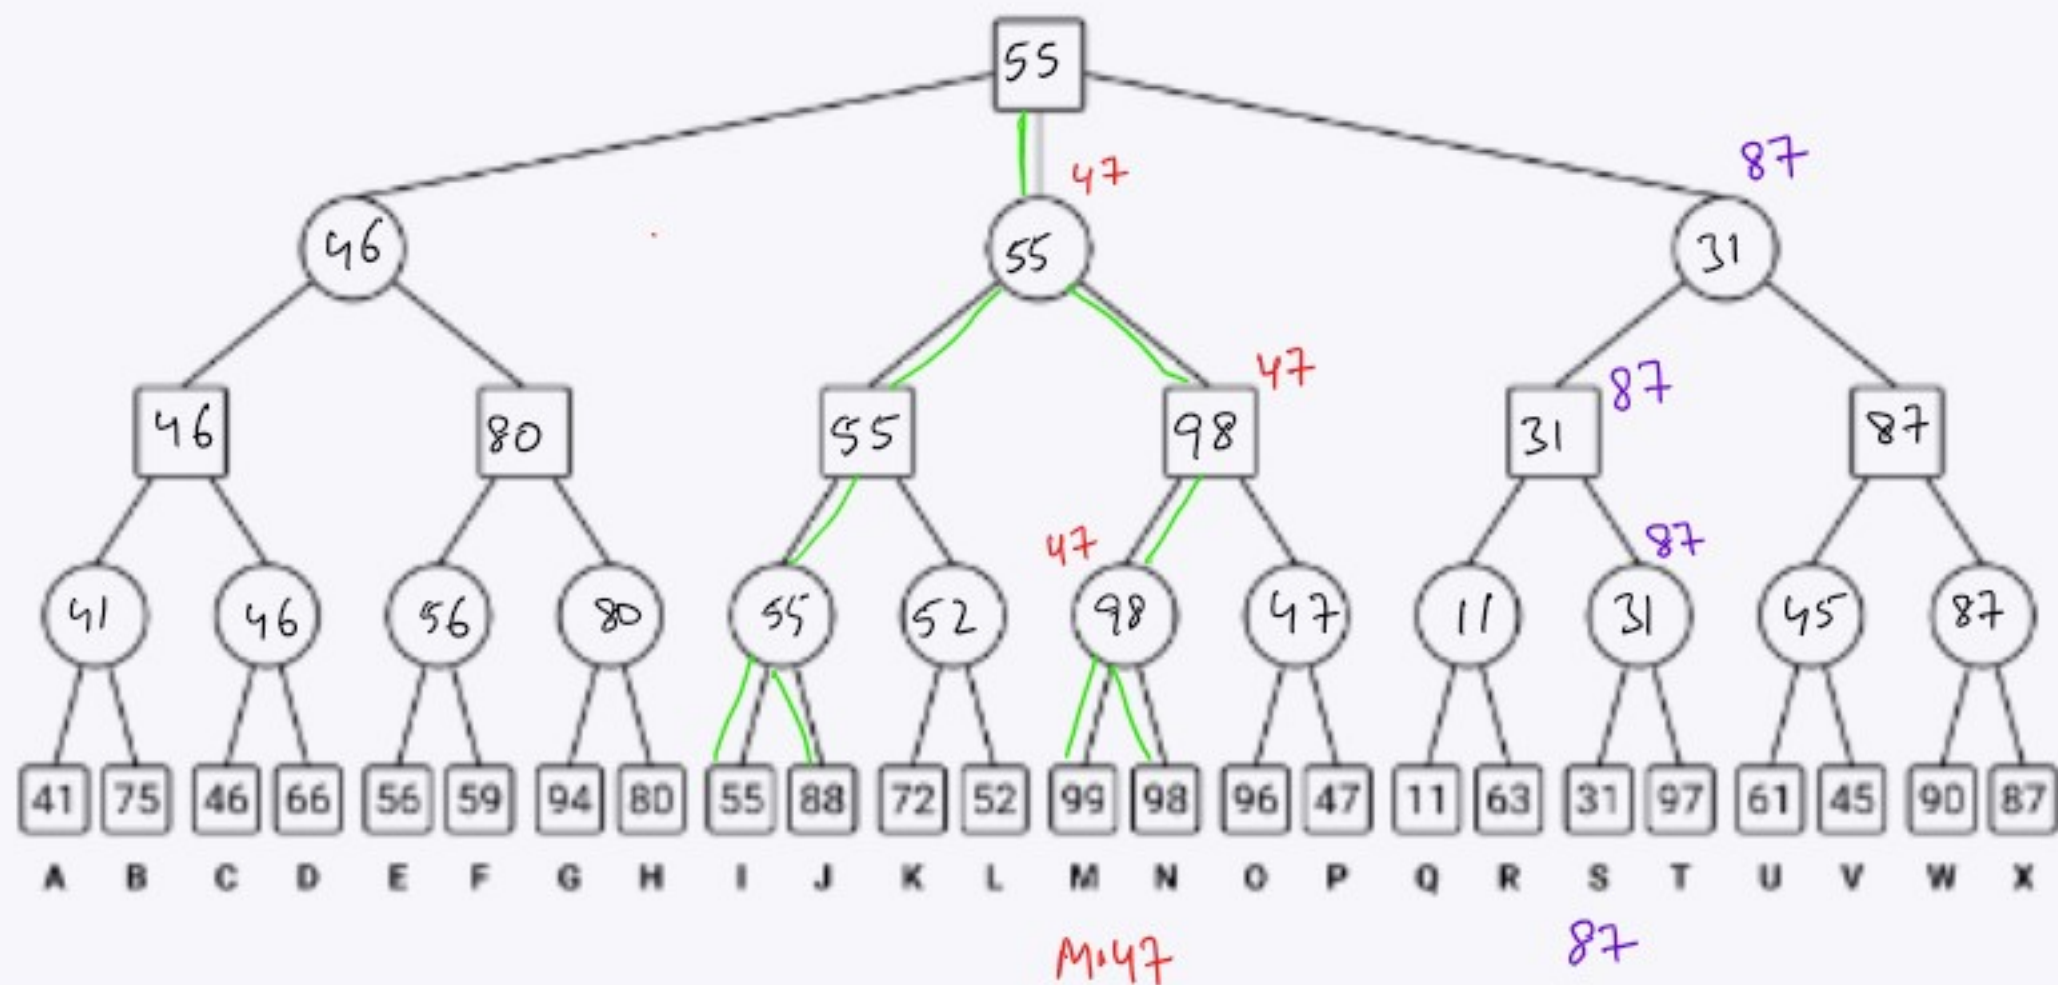 55
87
47
46 55 31
47 87
46 80 55 98 31 87
47 87
41 46 56 80 55 52 98 47 11 31 45 87
41 75 46 66 56 59 94 80 55 88 72 52 99 98 96 47 11 63 31 97 61 45 90 87
A B C D E F G H I J K L M N O P Q R S T U V W X
M.47 87